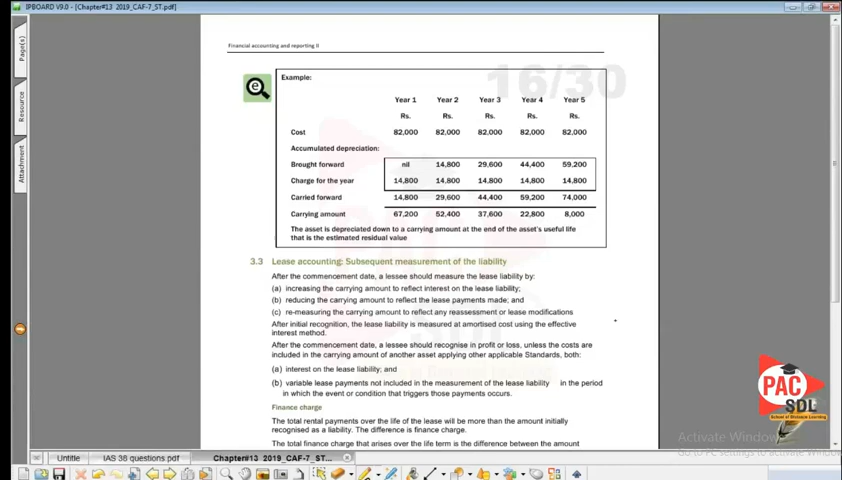 IPBOARD V9.0 - [Chapter#13 2019_CAF-7_ST.pdf]
Page(s)
Resource
Attachment
Financial accounting and reporting II
16/30
Example:
Year 1 Year 2 Year 3 Year 4 Year 5
Rs. Rs. Rs. Rs. Rs.
Cost 82,000 82,000 82,000 82,000 82,000
Accumulated depreciation:
Brought forward nil 14,800 29,600 44,400 59,200
Charge for the year 14,800 14,800 14,800 14,800 14,800
Carried forward 14,800 29,600 44,400 59,200 74,000
Carrying amount 67,200 52,400 37,600 22,800 8,000
The asset is depreciated down to a carrying amount at the end of the asset's useful life
that is the estimated residual value
3.3 Lease accounting: Subsequent measurement of the liability
After the commencement date, a lessee should measure the lease liability by:
(a) increasing the carrying amount to reflect interest on the lease liability;
(b) reducing the carrying amount to reflect the lease payments made; and
(c) re-measuring the carrying amount to reflect any reassessment or lease modifications
After initial recognition, the lease liability is measured at amortised cost using the effective
interest method.
After the commencement date, a lessee should recognise in profit or loss, unless the costs are
included in the carrying amount of another asset applying other applicable Standards, both:
(a) interest on the lease liability; and
(b) variable lease payments not included in the measurement of the lease liability in the period
in which the event or condition that triggers those payments occurs.
Finance charge
The total rental payments over the life of the lease will be more than the amount initially
recognised as a liability. The difference is finance charge.
The total finance charge that arises over the life term is the difference between the amount
PAC
SDL
School of Distance Learning
Activate Windows
Go to PC settings to activate Windows.
Untitle IAS 38 questions.pdf Chapter#13_2019_CAF-7_ST...